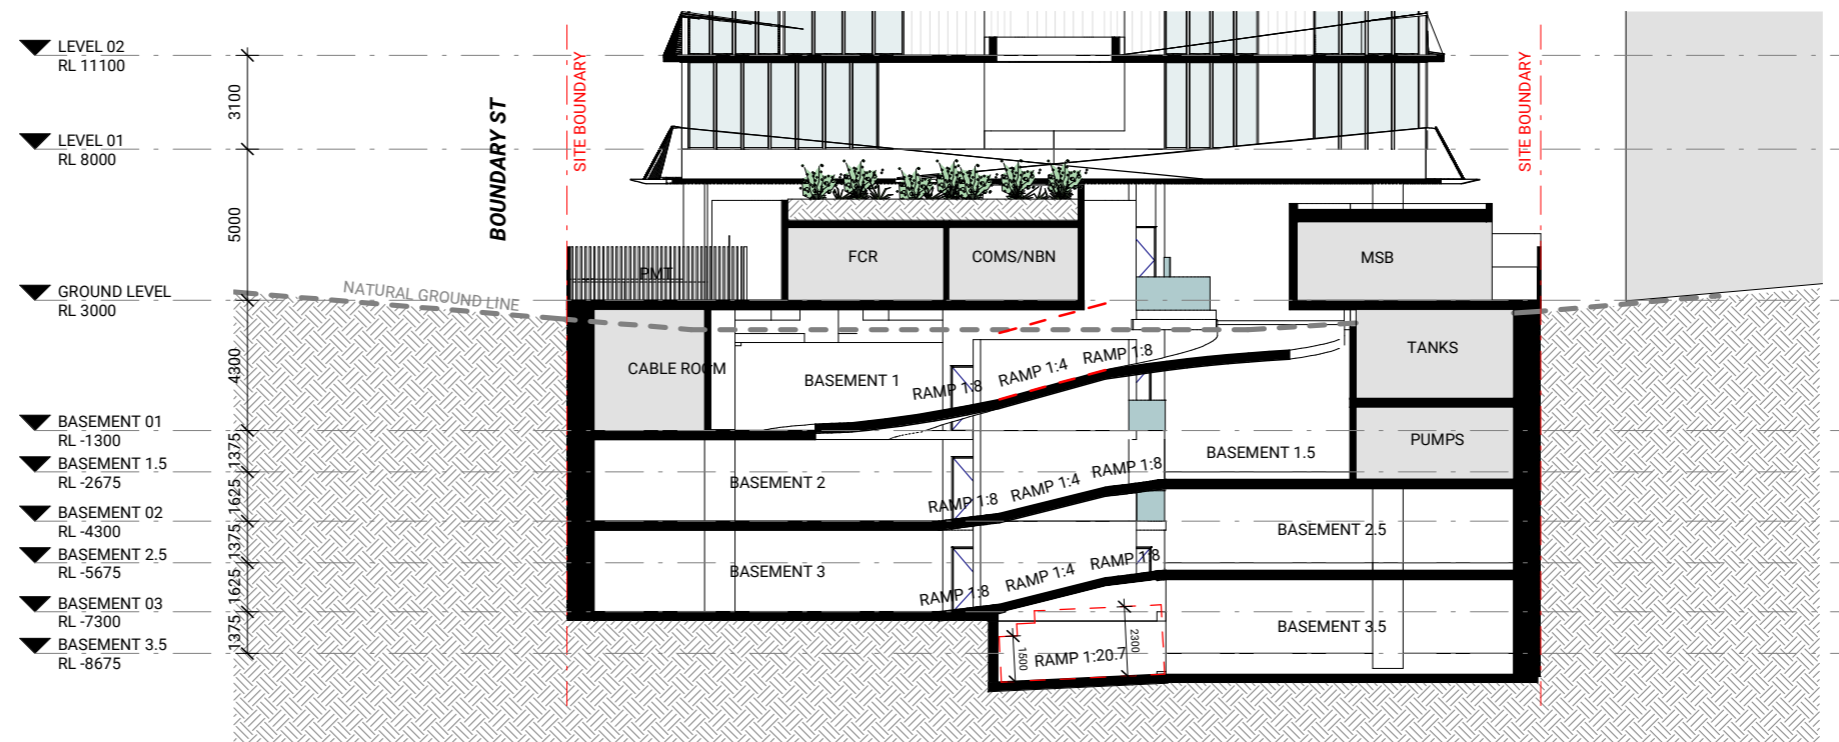 LEVEL 02
RL 11100
3100
LEVEL 01
RL 8000
5000
BOUNDARY ST
SITE BOUNDARY
SITE BOUNDARY
FCR
COMS/NBN
MSB
PMT
GROUND LEVEL
RL 3000
NATURAL GROUND LINE
4300
CABLE ROOM
BASEMENT 1
RAMP 1:8
RAMP 1:4
RAMP 1:8
TANKS
BASEMENT 01
RL -1300
1375
PUMPS
BASEMENT 1.5
BASEMENT 1.5
RL -2675
1625
BASEMENT 2
RAMP 1:8
RAMP 1:4
RAMP 1:8
BASEMENT 02
RL -4300
1375
BASEMENT 2.5
BASEMENT 2.5
RL -5675
1625
BASEMENT 3
RAMP 1:8
RAMP 1:4
RAMP 1:8
BASEMENT 03
RL -7300
1375
BASEMENT 3.5
BASEMENT 3.5
RL -8675
1500
RAMP 1:20.7
2300